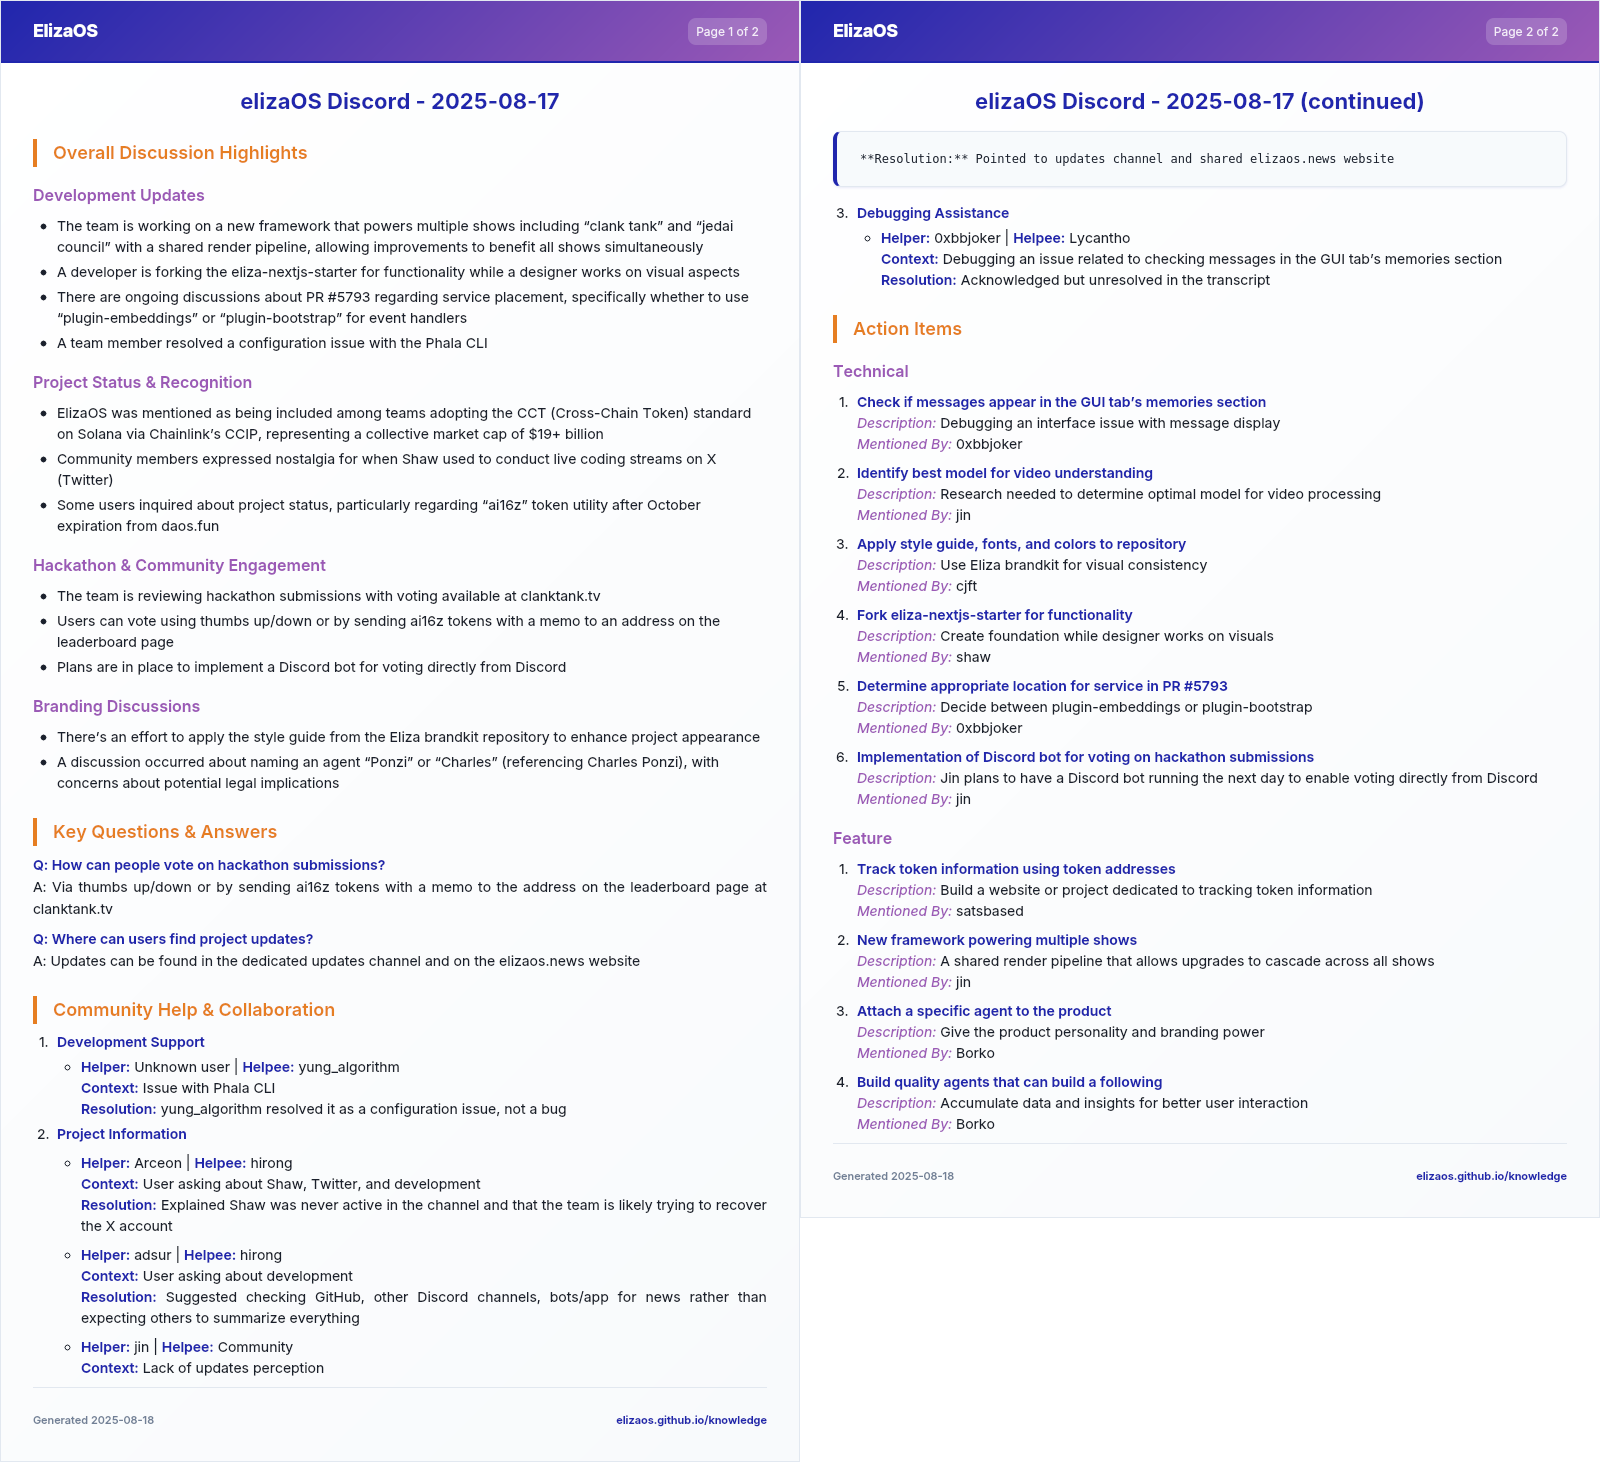 ElizaOS
Page 1 of 2
elizaOS Discord - 2025-08-17
Overall Discussion Highlights
Development Updates
• The team is working on a new framework that powers multiple shows including “clank tank” and “jedai
council” with a shared render pipeline, allowing improvements to benefit all shows simultaneously
• A developer is forking the eliza-nextjs-starter for functionality while a designer works on visual aspects
• There are ongoing discussions about PR #5793 regarding service placement, specifically whether to use
“plugin-embeddings” or “plugin-bootstrap” for event handlers
• A team member resolved a configuration issue with the Phala CLI
Project Status & Recognition
• ElizaOS was mentioned as being included among teams adopting the CCT (Cross-Chain Token) standard
on Solana via Chainlink’s CCIP, representing a collective market cap of $19+ billion
• Community members expressed nostalgia for when Shaw used to conduct live coding streams on X
(Twitter)
• Some users inquired about project status, particularly regarding “ai16z” token utility after October
expiration from daos.fun
Hackathon & Community Engagement
• The team is reviewing hackathon submissions with voting available at clanktank.tv
• Users can vote using thumbs up/down or by sending ai16z tokens with a memo to an address on the
leaderboard page
• Plans are in place to implement a Discord bot for voting directly from Discord
Branding Discussions
• There’s an effort to apply the style guide from the Eliza brandkit repository to enhance project appearance
• A discussion occurred about naming an agent “Ponzi” or “Charles” (referencing Charles Ponzi), with
concerns about potential legal implications
Key Questions & Answers
Q: How can people vote on hackathon submissions?
A: Via thumbs up/down or by sending ai16z tokens with a memo to the address on the leaderboard page at
clanktank.tv
Q: Where can users find project updates?
A: Updates can be found in the dedicated updates channel and on the elizaos.news website
Community Help & Collaboration
1. Development Support
◦ Helper: Unknown user | Helpee: yung_algorithm
Context: Issue with Phala CLI
Resolution: yung_algorithm resolved it as a configuration issue, not a bug
2. Project Information
◦ Helper: Arceon | Helpee: hirong
Context: User asking about Shaw, Twitter, and development
Resolution: Explained Shaw was never active in the channel and that the team is likely trying to recover
the X account
◦ Helper: adsur | Helpee: hirong
Context: User asking about development
Resolution: Suggested checking GitHub, other Discord channels, bots/app for news rather than
expecting others to summarize everything
◦ Helper: jin | Helpee: Community
Context: Lack of updates perception
Generated 2025-08-18
elizaos.github.io/knowledge
ElizaOS
Page 2 of 2
elizaOS Discord - 2025-08-17 (continued)
**Resolution:** Pointed to updates channel and shared elizaos.news website
3. Debugging Assistance
◦ Helper: 0xbbjoker | Helpee: Lycantho
Context: Debugging an issue related to checking messages in the GUI tab’s memories section
Resolution: Acknowledged but unresolved in the transcript
Action Items
Technical
1. Check if messages appear in the GUI tab’s memories section
Description: Debugging an interface issue with message display
Mentioned By: 0xbbjoker
2. Identify best model for video understanding
Description: Research needed to determine optimal model for video processing
Mentioned By: jin
3. Apply style guide, fonts, and colors to repository
Description: Use Eliza brandkit for visual consistency
Mentioned By: cjft
4. Fork eliza-nextjs-starter for functionality
Description: Create foundation while designer works on visuals
Mentioned By: shaw
5. Determine appropriate location for service in PR #5793
Description: Decide between plugin-embeddings or plugin-bootstrap
Mentioned By: 0xbbjoker
6. Implementation of Discord bot for voting on hackathon submissions
Description: Jin plans to have a Discord bot running the next day to enable voting directly from Discord
Mentioned By: jin
Feature
1. Track token information using token addresses
Description: Build a website or project dedicated to tracking token information
Mentioned By: satsbased
2. New framework powering multiple shows
Description: A shared render pipeline that allows upgrades to cascade across all shows
Mentioned By: jin
3. Attach a specific agent to the product
Description: Give the product personality and branding power
Mentioned By: Borko
4. Build quality agents that can build a following
Description: Accumulate data and insights for better user interaction
Mentioned By: Borko
Generated 2025-08-18
elizaos.github.io/knowledge